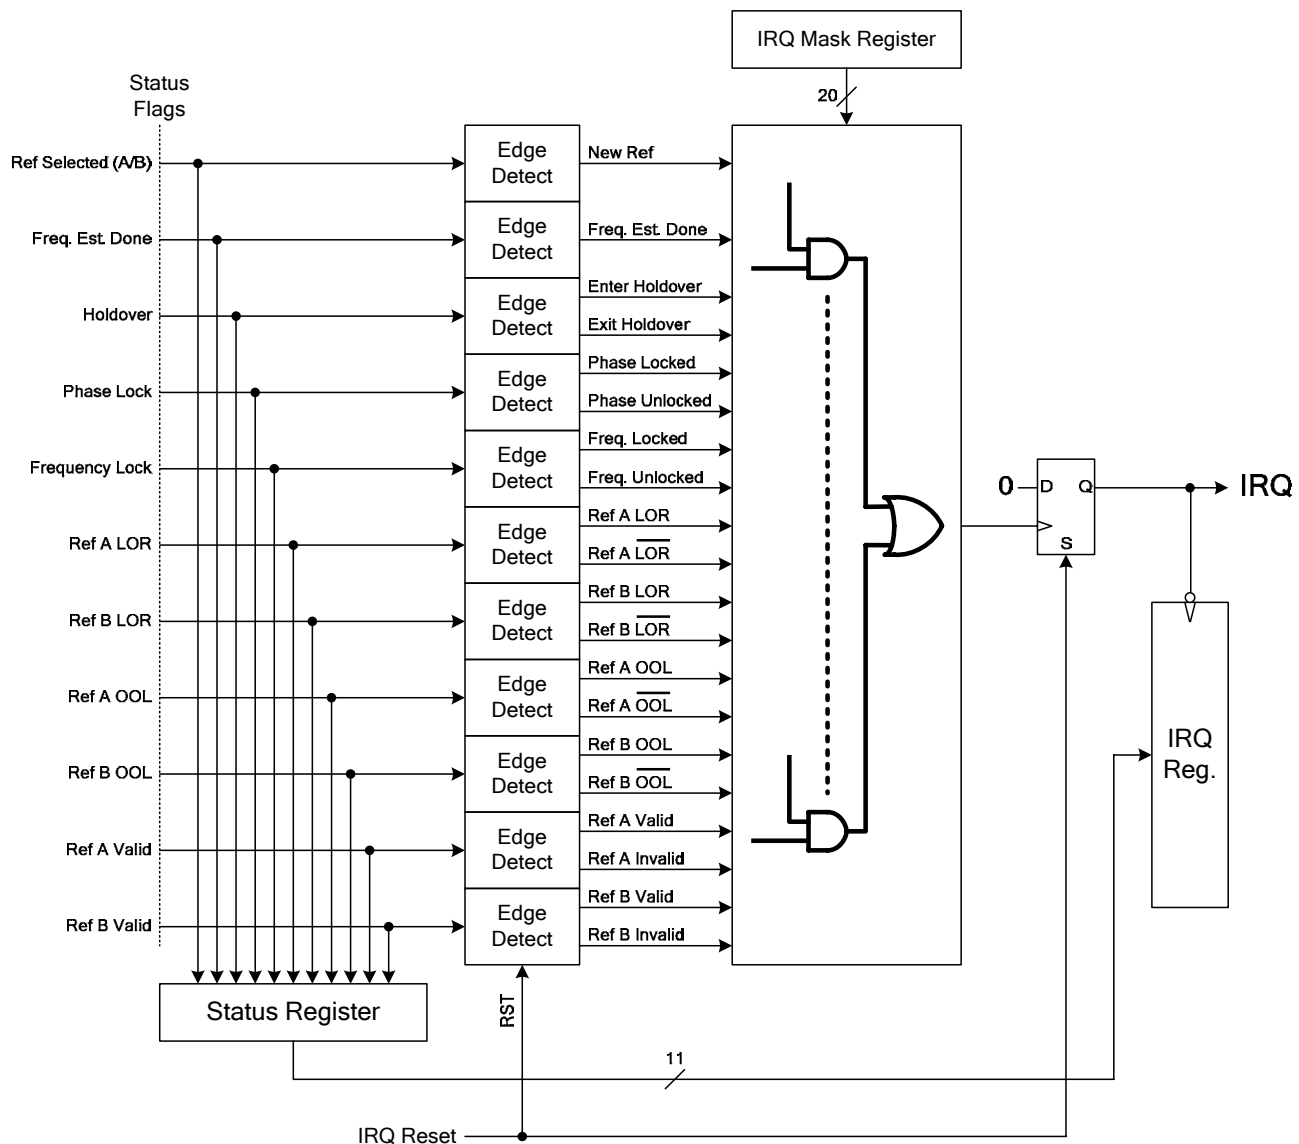 IRQ Mask Register
20
Status
Flags
Ref Selected (A/B)
Edge
Detect
New Ref
Freq. Est. Done
Edge
Detect
Freq. Est. Done
Holdover
Edge
Detect
Enter Holdover
Exit Holdover
Phase Lock
Edge
Detect
Phase Locked
Phase Unlocked
Frequency Lock
Edge
Detect
Freq. Locked
Freq. Unlocked
0
D
Q
S
IRQ
Ref A LOR
Edge
Detect
Ref A LOR
Ref A L̅O̅R̅
Ref B LOR
Edge
Detect
Ref B LOR
Ref B L̅O̅R̅
Ref A OOL
Edge
Detect
Ref A OOL
Ref A O̅O̅L̅
Ref B OOL
Edge
Detect
Ref B OOL
Ref B O̅O̅L̅
IRQ
Reg.
Ref A Valid
Edge
Detect
Ref A Valid
Ref A Invalid
Ref B Valid
Edge
Detect
Ref B Valid
Ref B Invalid
Status Register
RST
11
IRQ Reset